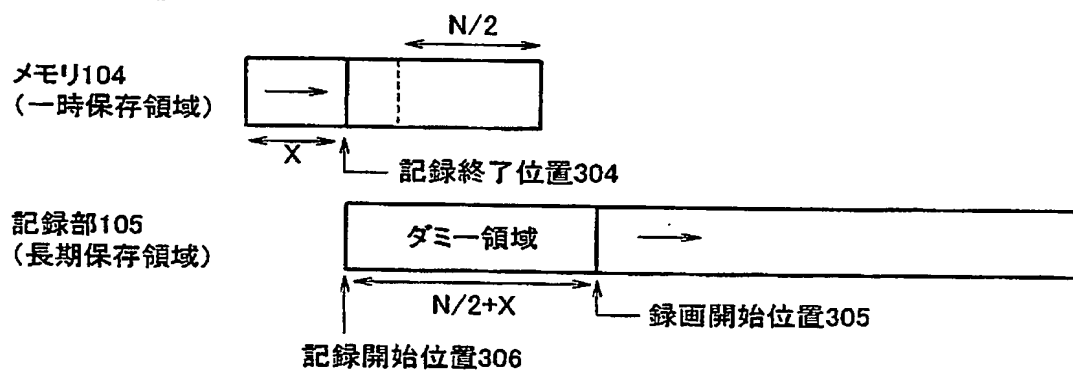 N/2
メモリ104
(一時保存領域)
X
記録終了位置304
記録部105
(長期保存領域)
ダミー領域
N/2+X
録画開始位置305
記録開始位置306